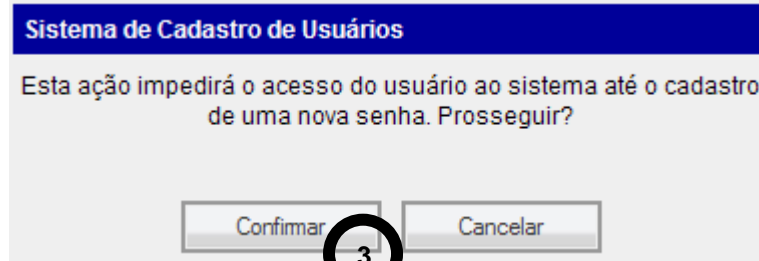 Sistema de Cadastro de Usuários
Esta ação impedirá o acesso do usuário ao sistema até o cadastro
de uma nova senha. Prosseguir?
Confirmar Cancelar
3